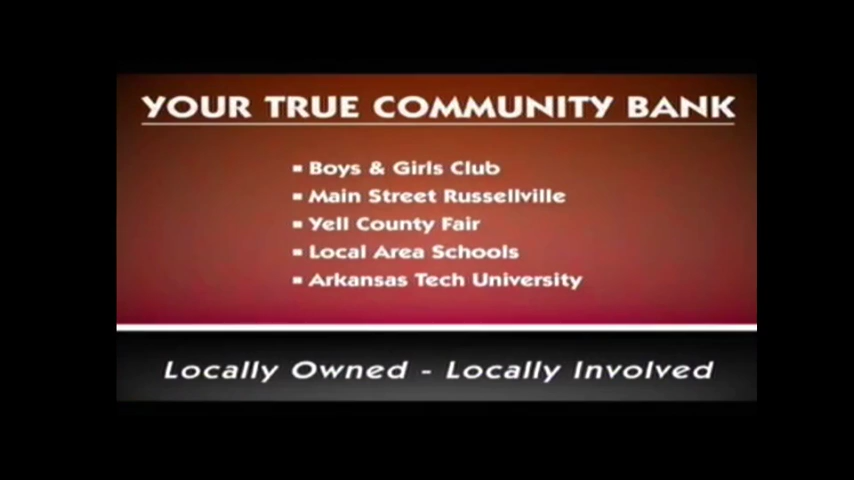 YOUR TRUE COMMUNITY BANK
▪ Boys & Girls Club
▪ Main Street Russellville
▪ Yell County Fair
▪ Local Area Schools
▪ Arkansas Tech University
Locally Owned - Locally Involved